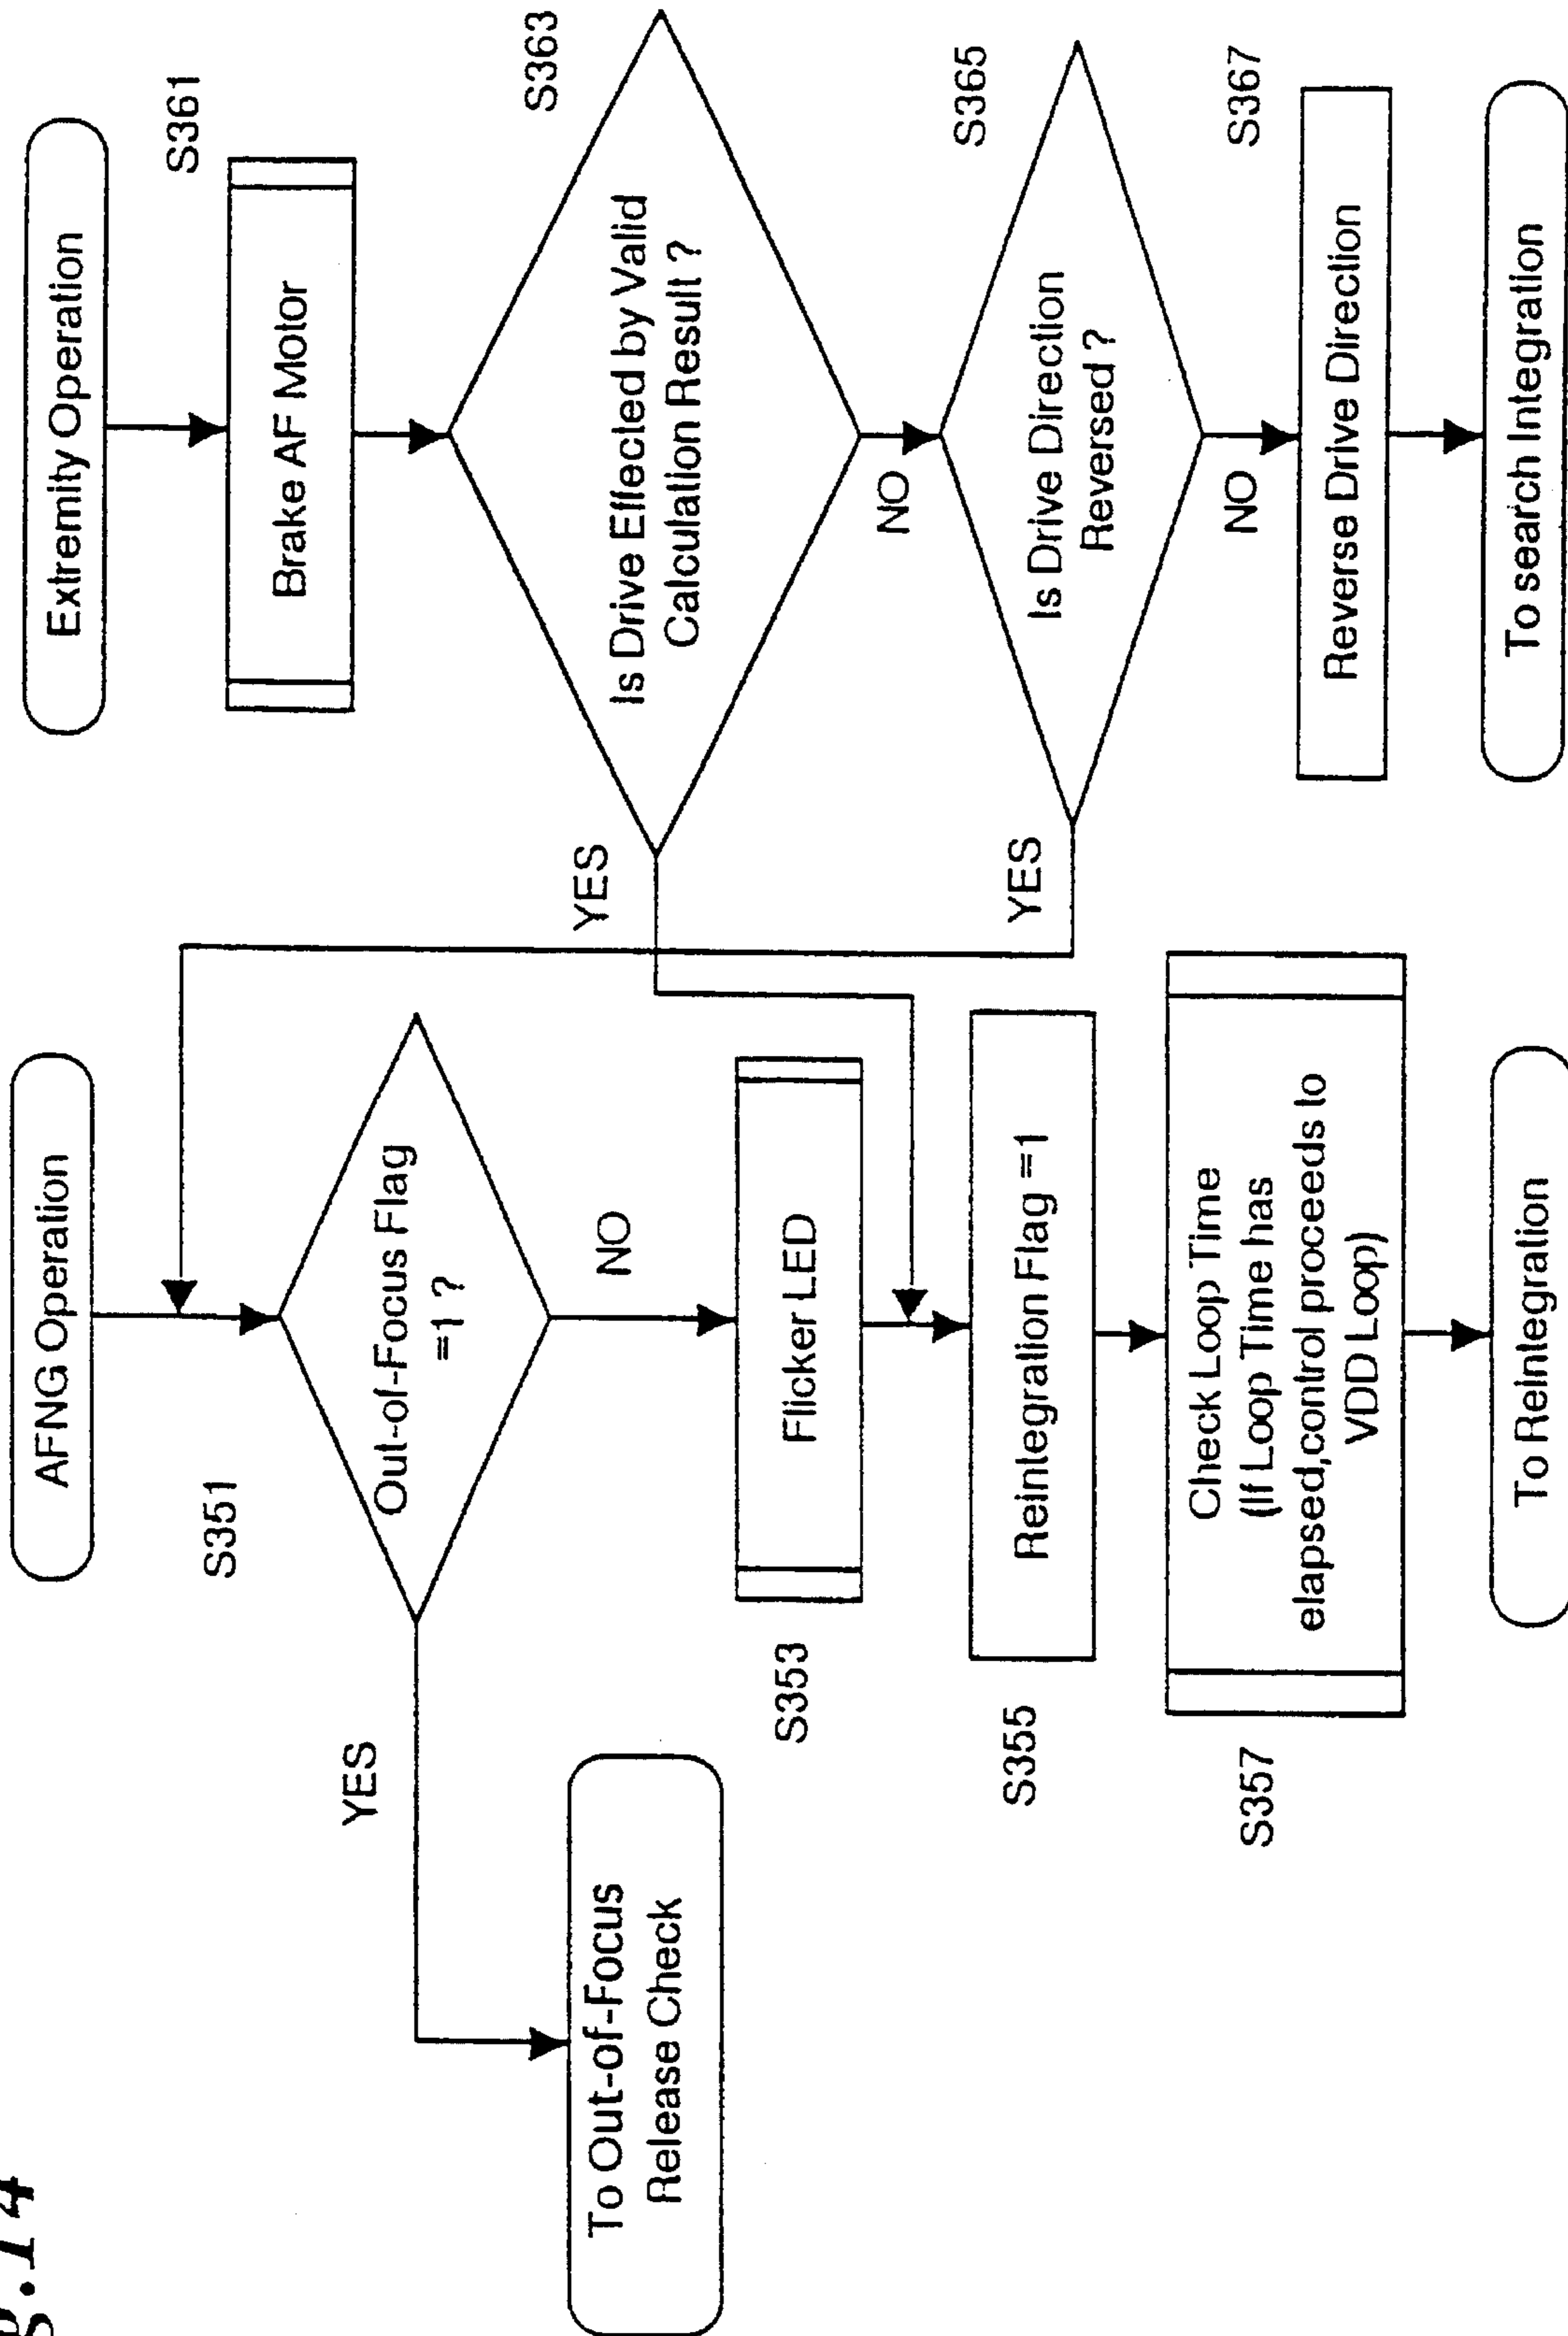 g.14
AFNG Operation
S351
Out-of-Focus Flag
=1 ?
YES
NO
To Out-of-Focus
Release Check
S353
Flicker LED
S355
Reintegration Flag =1
S357
Check Loop Time
(If Loop Time has
elapsed,control proceeds to
VDD Loop)
To Reintegration
Extremity Operation
S361
Brake AF Motor
S363
Is Drive Effected by Valid
Calculation Result ?
YES
NO
S365
Is Drive Direction
Reversed ?
YES
NO
S367
Reverse Drive Direction
To search Integration